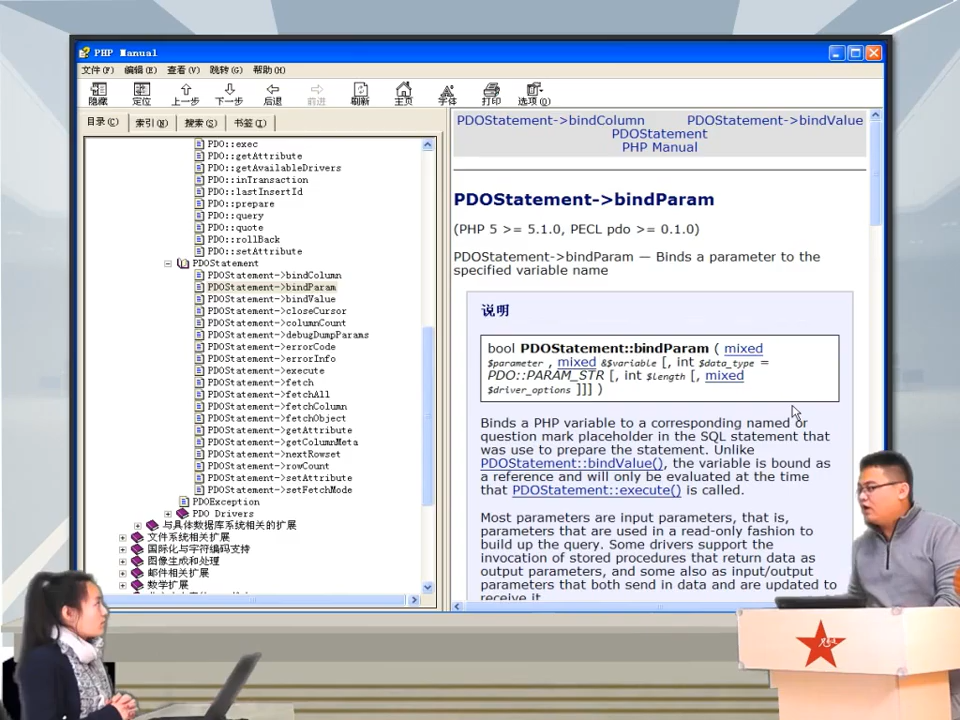 PHP Manual
文件(F) 编辑(E) 查看(V) 跳转(G) 帮助(H)
隐藏 定位 上一步 下一步 后退 前进 刷新 主页 字体 打印 选项(O)
目录(C) 索引(N) 搜索(S) 书签(I)
PDO::exec
PDO::getAttribute
PDO::getAvailableDrivers
PDO::inTransaction
PDO::lastInsertId
PDO::prepare
PDO::query
PDO::quote
PDO::rollBack
PDO::setAttribute
PDOStatement
PDOStatement->bindColumn
PDOStatement->bindParam
PDOStatement->bindValue
PDOStatement->closeCursor
PDOStatement->columnCount
PDOStatement->debugDumpParams
PDOStatement->errorCode
PDOStatement->errorInfo
PDOStatement->execute
PDOStatement->fetch
PDOStatement->fetchAll
PDOStatement->fetchColumn
PDOStatement->fetchObject
PDOStatement->getAttribute
PDOStatement->getColumnMeta
PDOStatement->nextRowset
PDOStatement->rowCount
PDOStatement->setAttribute
PDOStatement->setFetchMode
PDOException
PDO Drivers
与具体数据库系统相关的扩展
文件系统相关扩展
国际化与字符编码支持
图像生成和处理
邮件相关扩展
数学扩展
PDOStatement->bindColumn PDOStatement->bindValue
PDOStatement
PHP Manual
PDOStatement->bindParam
(PHP 5 >= 5.1.0, PECL pdo >= 0.1.0)
PDOStatement->bindParam — Binds a parameter to the
specified variable name
说明
bool PDOStatement::bindParam ( mixed
$parameter , mixed &$variable [, int $data_type =
PDO::PARAM_STR [, int $length [, mixed
$driver_options ]]] )
Binds a PHP variable to a corresponding named or
question mark placeholder in the SQL statement that
was use to prepare the statement. Unlike
PDOStatement::bindValue(), the variable is bound as
a reference and will only be evaluated at the time
that PDOStatement::execute() is called.
Most parameters are input parameters, that is,
parameters that are used in a read-only fashion to
build up the query. Some drivers support the
invocation of stored procedures that return data as
output parameters, and some also as input/output
parameters that both send in data and are updated to
receive it.